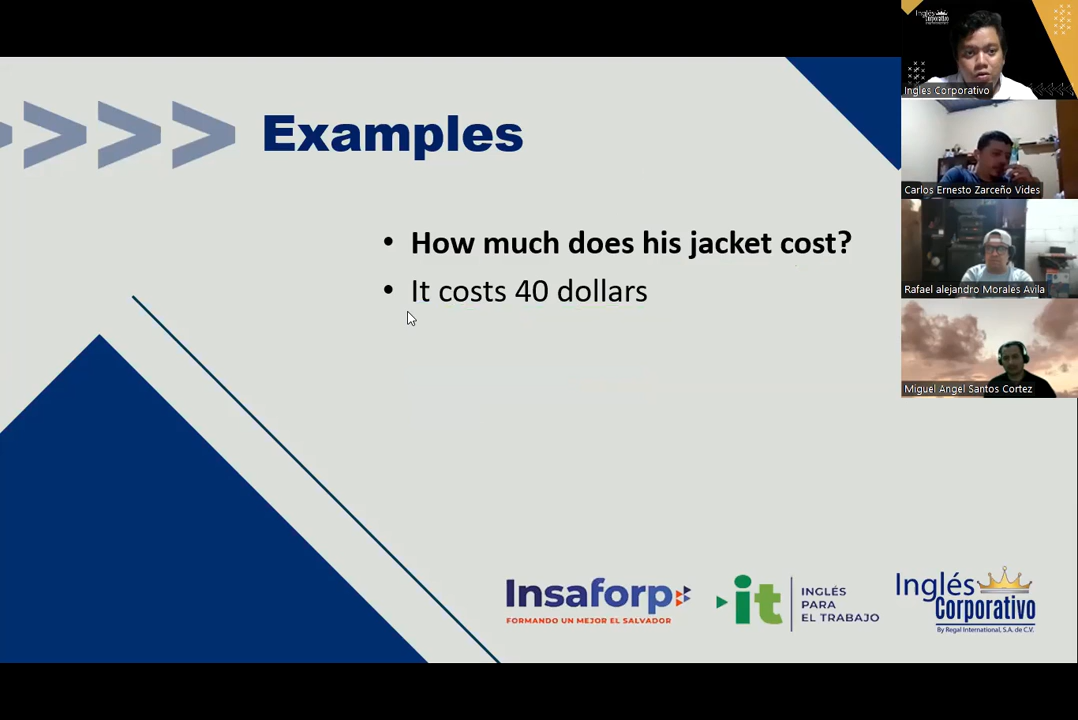 Examples
• How much does his jacket cost?
• It costs 40 dollars
Insaforp
FORMANDO UN MEJOR EL SALVADOR
it
INGLÉS
PARA
EL TRABAJO
Inglés
Corporativo
By Regal International, S.A. de C.V.
Inglés
Corporativo
Ingles Corporativo
Carlos Ernesto Zarceño Vides
Rafael alejandro Morales Avila
Miguel Angel Santos Cortez